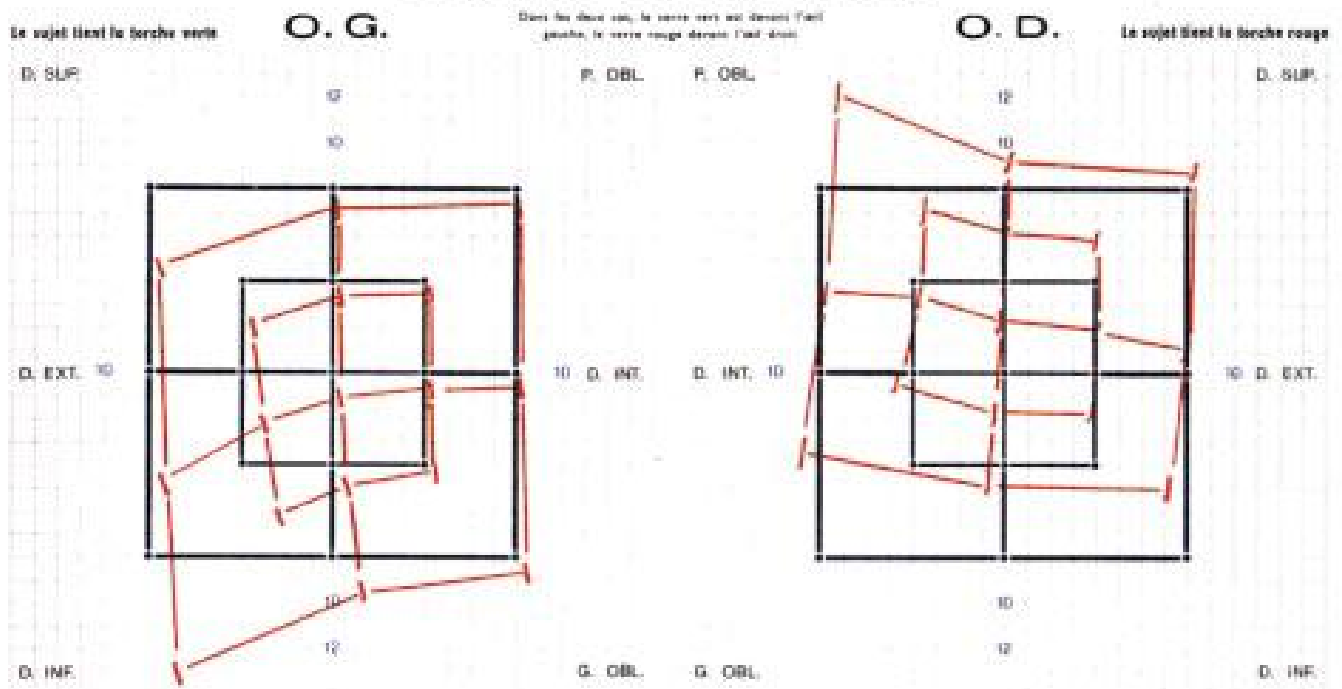 Le sujet tient la torche verte
O. G.
Dans les deux cas, le verre vert est devant l'œil
gauche, le verre rouge devant l'œil droit
O. D.
Le sujet tient la torche rouge
D. SUP.
P. OBL.
P. OBL.
D. SUP.
12
12
10
10
D. EXT. 10
10 D. INT.
D. INT. 10
10 D. EXT.
10
10
12
12
D. INF.
G. OBL.
G. OBL.
D. INF.